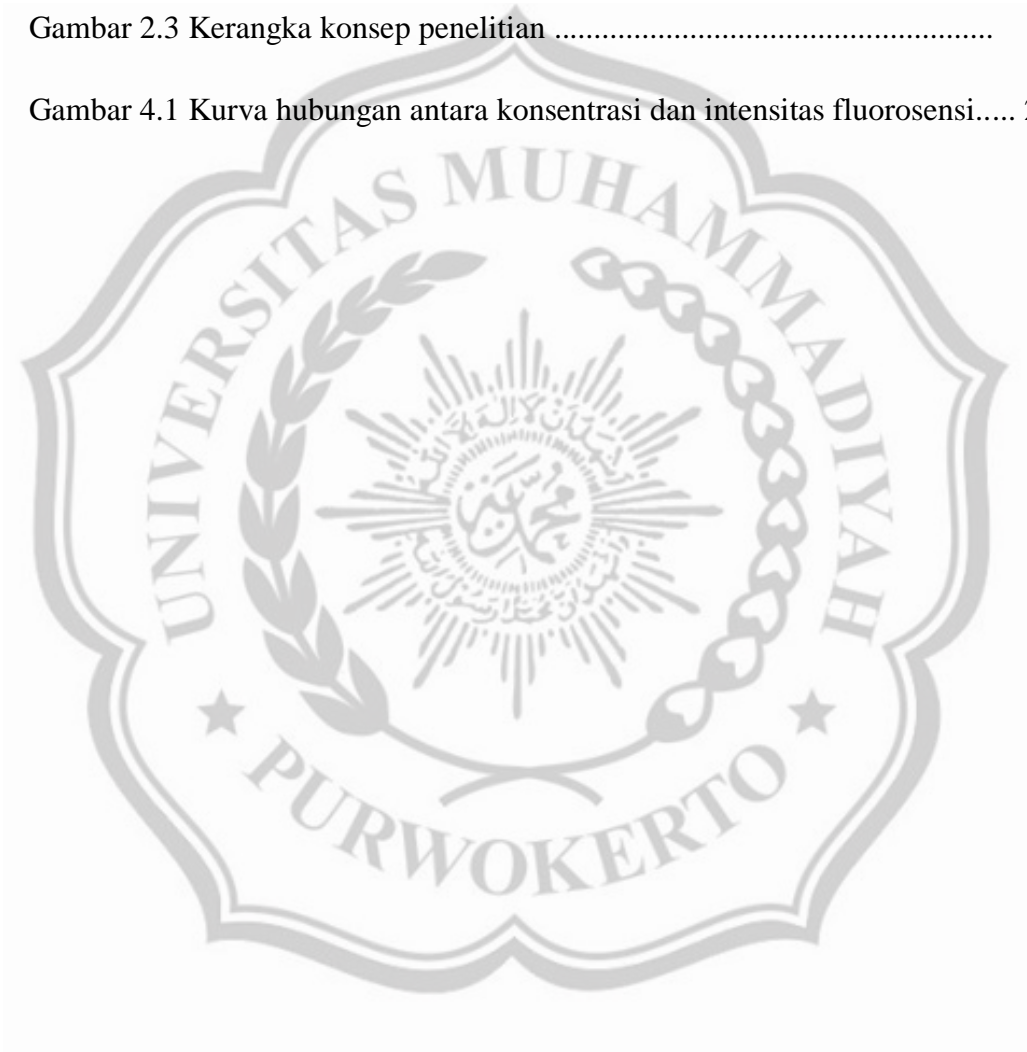 Gambar 2.3 Kerangka konsep penelitian ......................................................
Gambar 4.1 Kurva hubungan antara konsentrasi dan intensitas fluorosensi.....
UNIVERSITAS MUHAMMADIYAH
محمد
PURWOKERTO